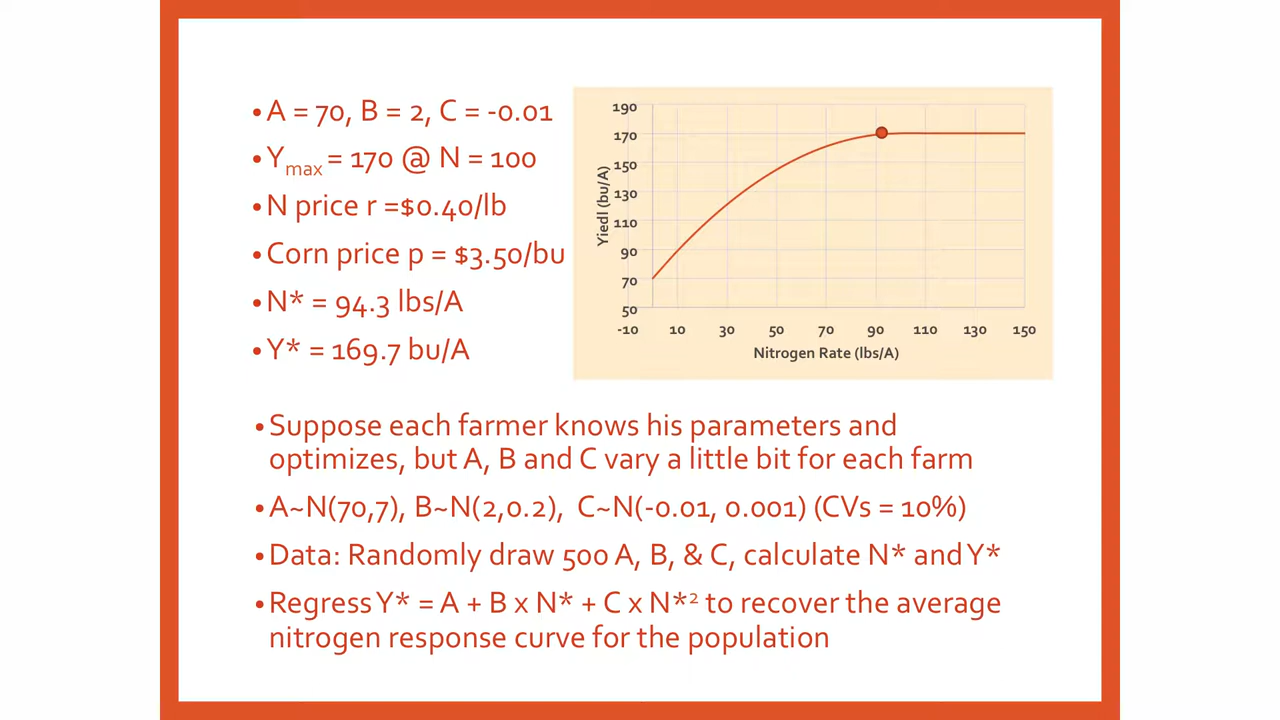 •A = 70, B = 2, C = -0.01
•Ymax = 170 @ N = 100
•N price r =$0.40/lb
•Corn price p = $3.50/bu
•N* = 94.3 lbs/A
•Y* = 169.7 bu/A
190
170
150
130
110
90
70
50
Yiedl (bu/A)
-10 10 30 50 70 90 110 130 150
Nitrogen Rate (lbs/A)
•Suppose each farmer knows his parameters and
optimizes, but A, B and C vary a little bit for each farm
•A~N(70,7), B~N(2,0.2), C~N(-0.01, 0.001) (CVs = 10%)
•Data: Randomly draw 500 A, B, & C, calculate N* and Y*
•Regress Y* = A + B x N* + C x N*² to recover the average
nitrogen response curve for the population